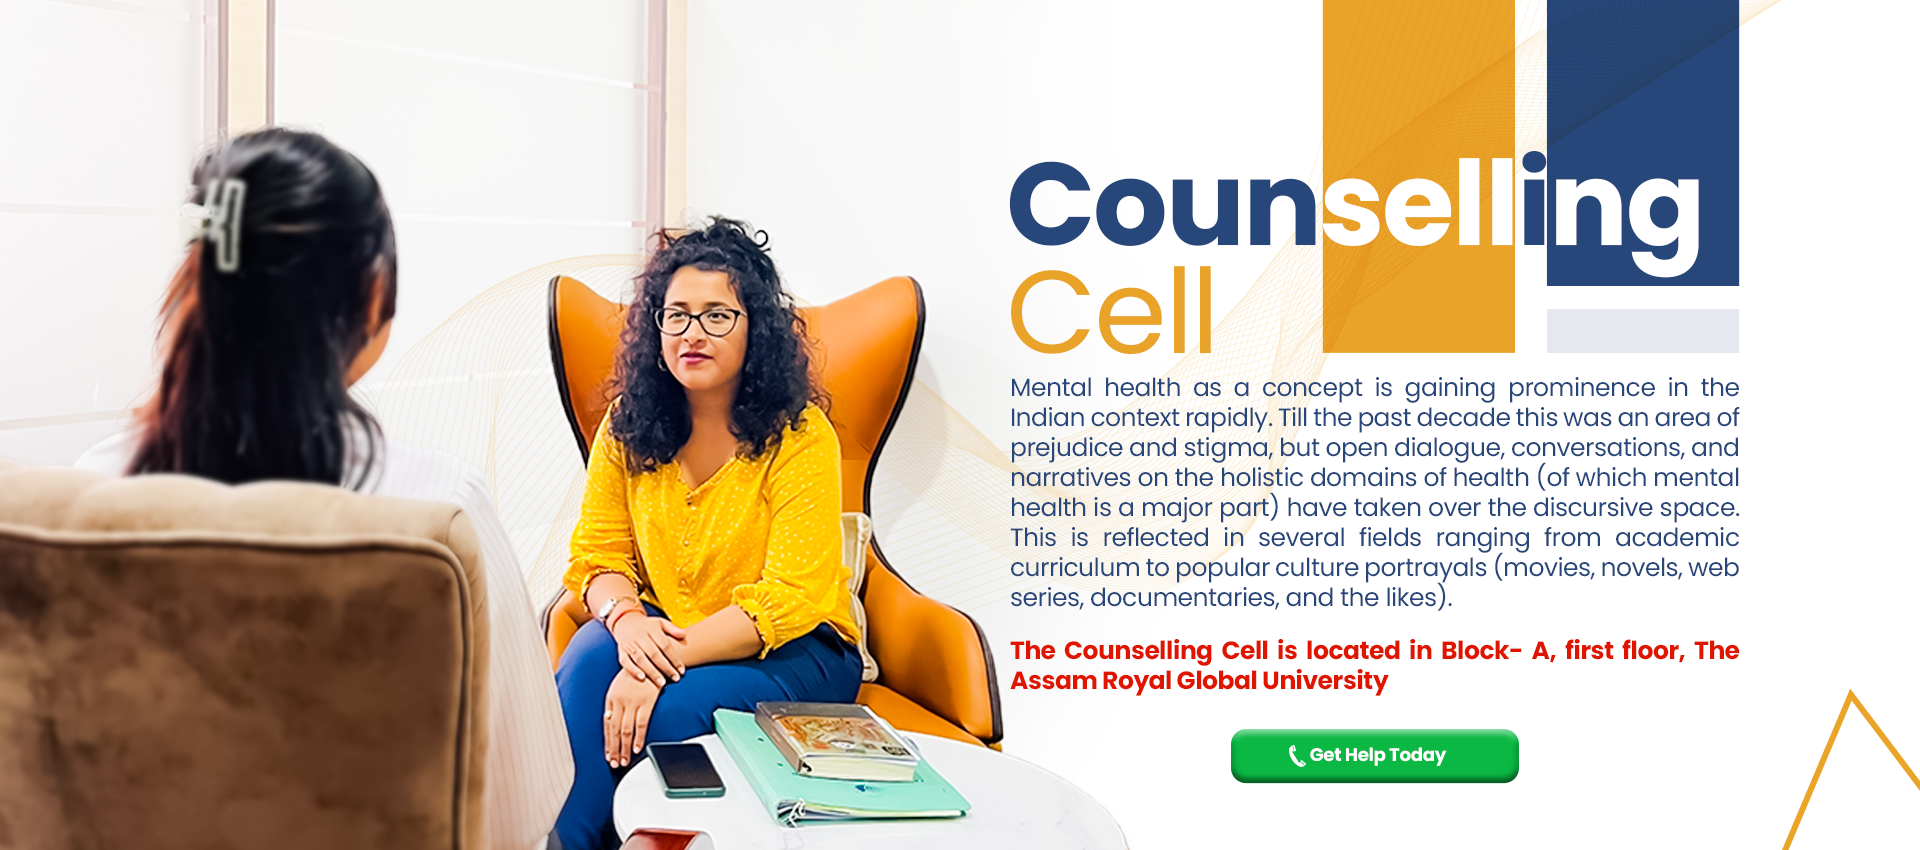 Counselling
Cell
Mental health as a concept is gaining prominence in the
Indian context rapidly. Till the past decade this was an area of
prejudice and stigma, but open dialogue, conversations, and
narratives on the holistic domains of health (of which mental
health is a major part) have taken over the discursive space.
This is reflected in several fields ranging from academic
curriculum to popular culture portrayals (movies, novels, web
series, documentaries, and the likes).
The Counselling Cell is located in Block- A, first floor, The
Assam Royal Global University
Get Help Today